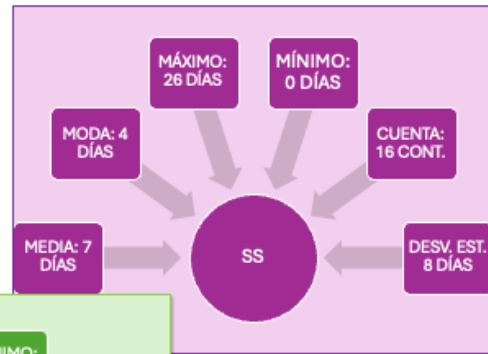 MÁXIMO:
26 DÍAS
MÍNIMO:
0 DÍAS
MODA: 4
DÍAS
CUENTA:
16 CONT.
MEDIA: 7
DÍAS
SS
DESV. EST.
8 DÍAS